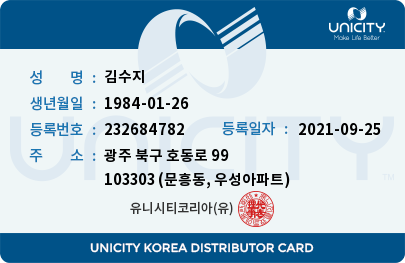 UNICITY
Make Life Better
성 명 : 김수지
생년월일 : 1984-01-26
등록번호 : 232684782 등록일자 : 2021-09-25
주 소 : 광주 북구 호동로 99
103303 (문흥동, 우성아파트)
유니시티코리아(유)
UNICITY
TM
UNICITY KOREA DISTRIBUTOR CARD